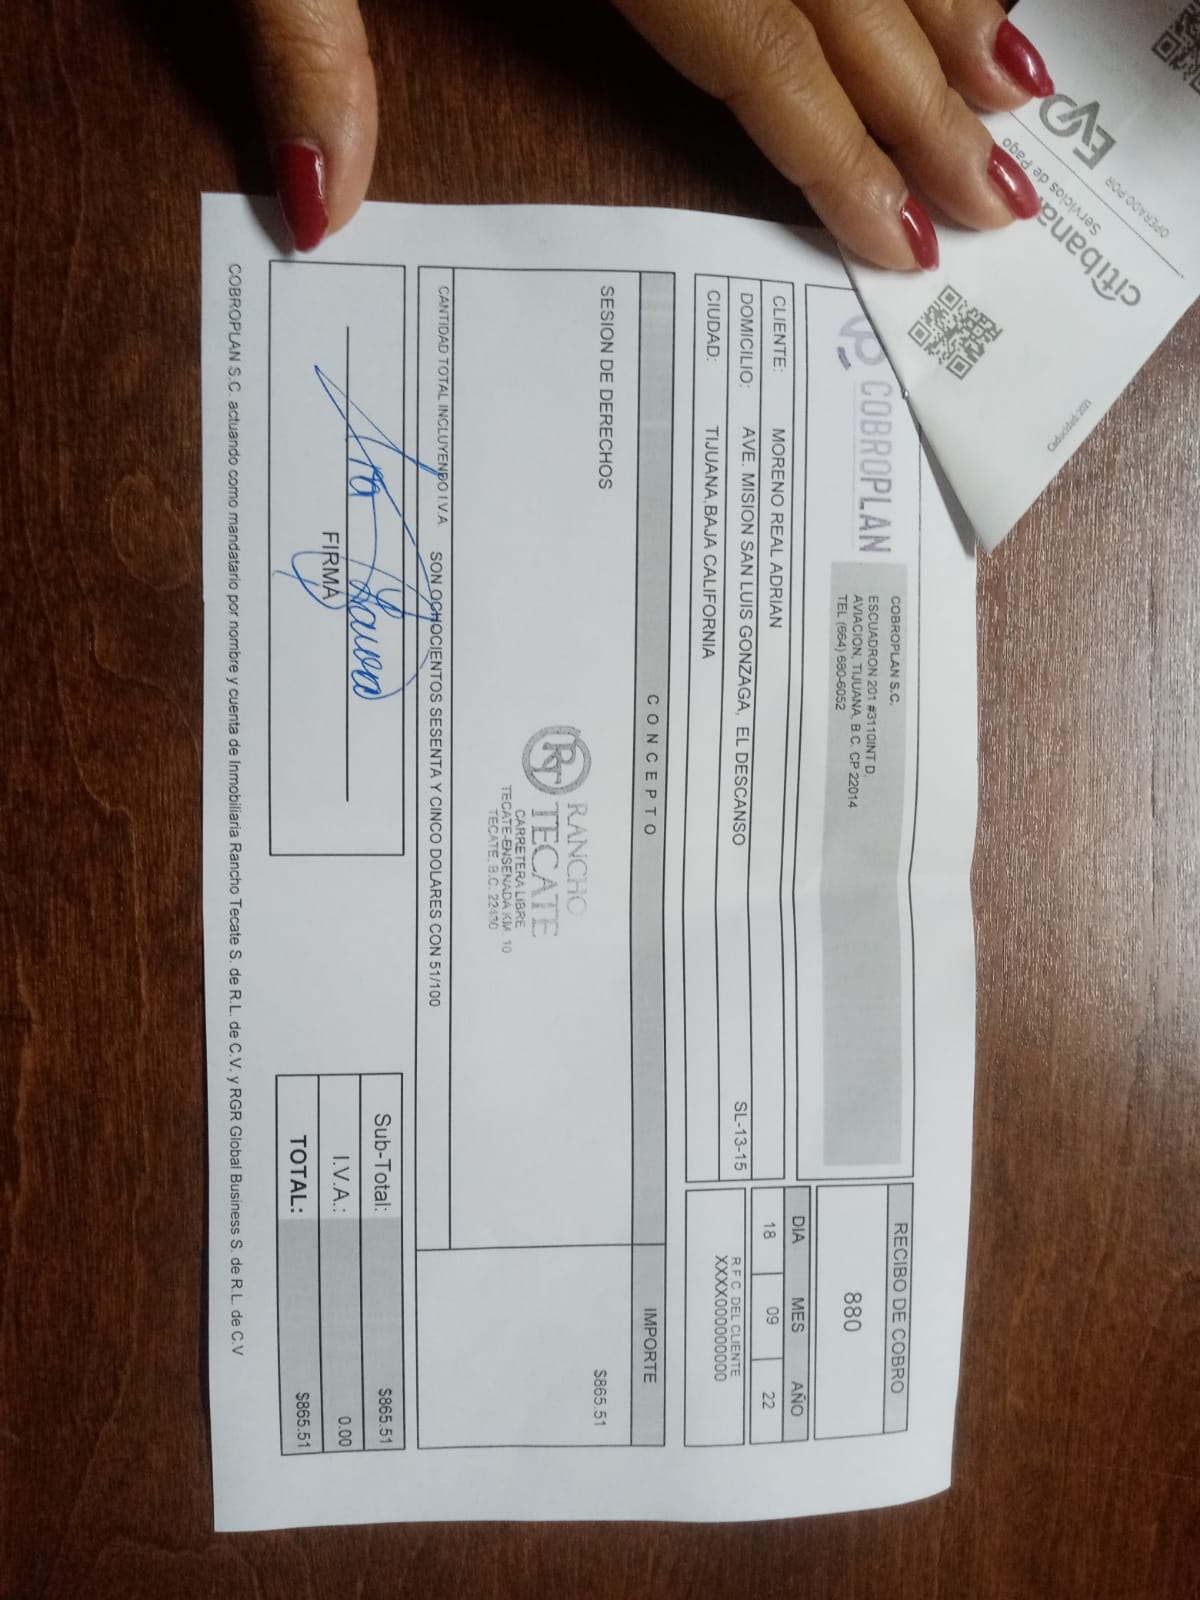 COBROPLAN
COBROPLAN S.C.
ESCUADRON 201 #3110INT D
AVIACION, TIJUANA, B.C. CP 22014
TEL (664) 680-6052
RECIBO DE COBRO
880
DIA MES AÑO
18 09 22
CLIENTE: MORENO REAL ADRIAN
DOMICILIO: AVE. MISION SAN LUIS GONZAGA, EL DESCANSO SL-13-15
CIUDAD: TIJUANA,BAJA CALIFORNIA
R.F.C. DEL CLIENTE
XXXX000000000
CONCEPTO IMPORTE
SESION DE DERECHOS $865.51
RT RANCHO
TECATE
CARRETERA LIBRE
TECATE-ENSENADA KM. 10
TECATE, B.C.
CANTIDAD TOTAL INCLUYENDO I.V.A SON OCHOCIENTOS SESENTA Y CINCO DOLARES CON 51/100
FIRMA
Sub-Total: $865.51
I.V.A.: 0.00
TOTAL: $865.51
COBROPLAN S.C. actuando como mandatario por nombre y cuenta de Inmobiliaria Rancho Tecate S. de R.L. de C.V. y RGR Global Business S. de R.L. de C.V
Servicios de Pago
OPERADO POR
EVO